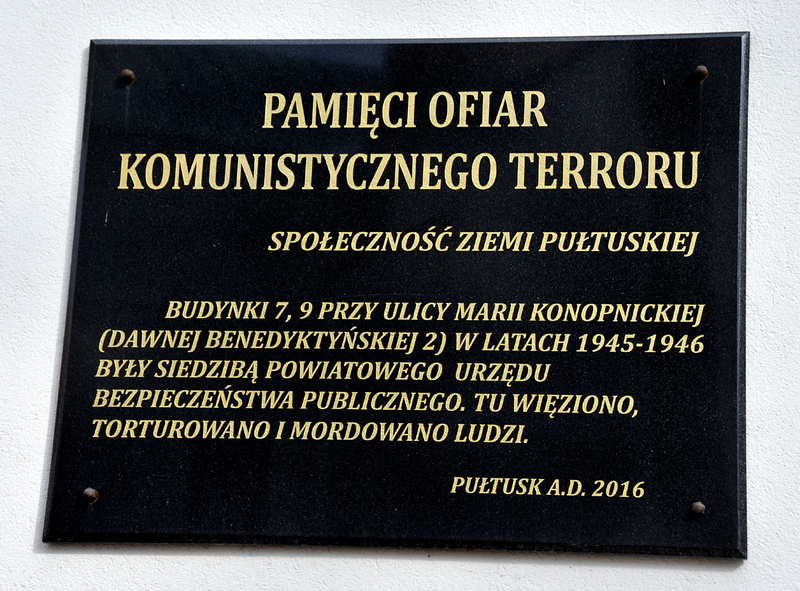 PAMIĘCI OFIAR
KOMUNISTYCZNEGO TERRORU
SPOŁECZNOŚĆ ZIEMI PUŁTUSKIEJ
BUDYNKI 7, 9 PRZY ULICY MARII KONOPNICKIEJ
(DAWNEJ BENEDYKTYŃSKIEJ 2) W LATACH 1945-1946
BYŁY SIEDZIBĄ POWIATOWEGO URZĘDU
BEZPIECZEŃSTWA PUBLICZNEGO. TU WIĘZIONO,
TORTUROWANO I MORDOWANO LUDZI.
PUŁTUSK A.D. 2016